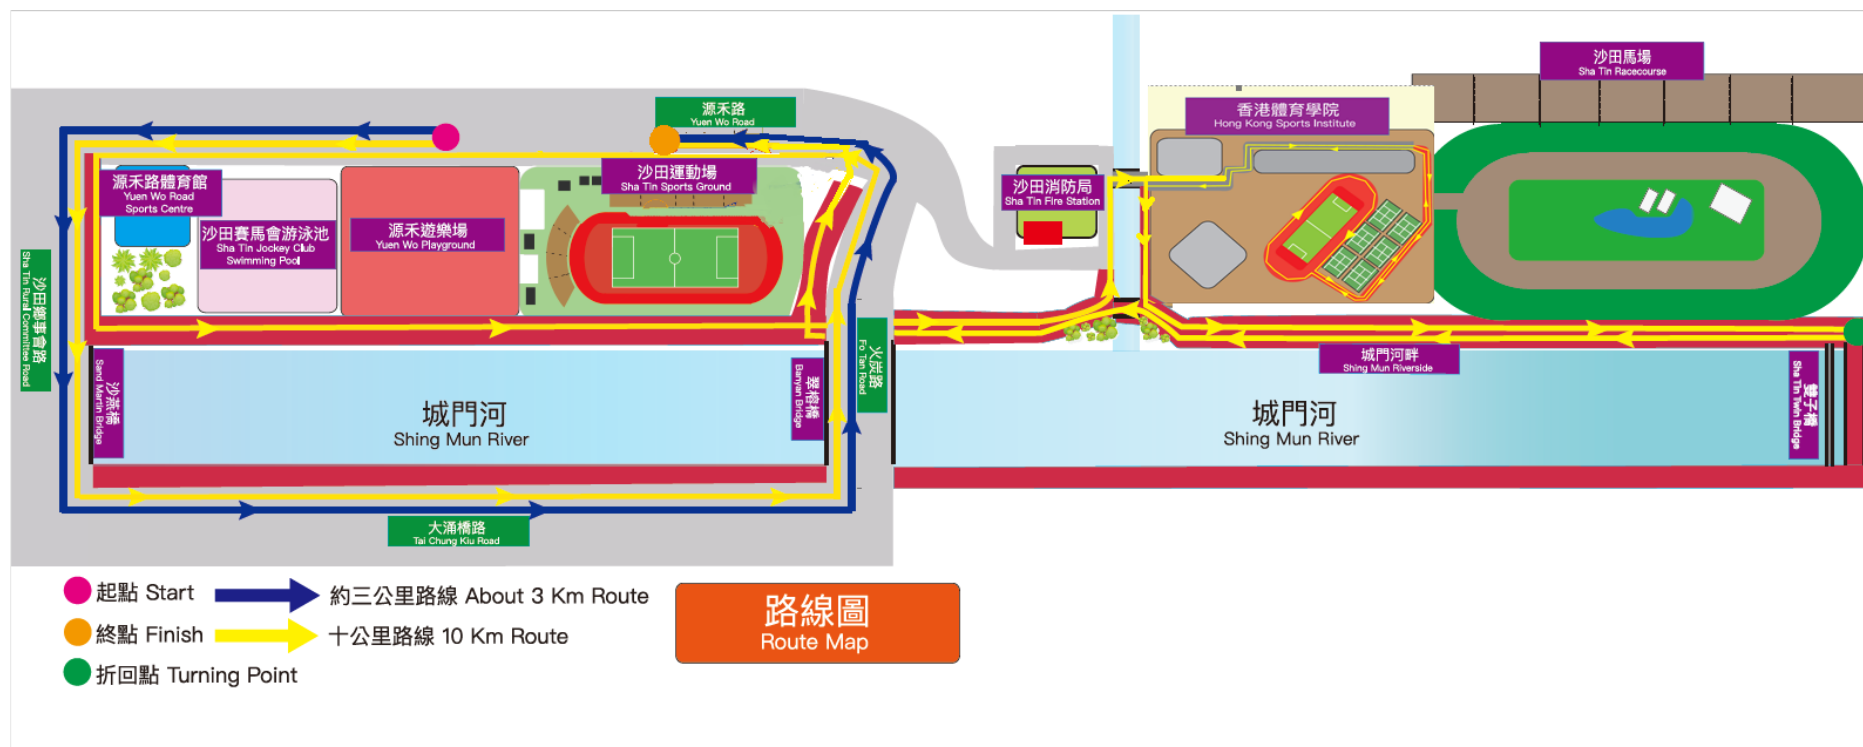 沙田馬場
Sha Tin Racecourse
源禾路
Yuen Wo Road
香港體育學院
Hong Kong Sports Institute
源禾路體育館
Yuen Wo Road
Sports Centre
沙田賽馬會游泳池
Sha Tin Jockey Club
Swimming Pool
源禾遊樂場
Yuen Wo Playground
沙田運動場
Sha Tin Sports Ground
沙田消防局
Sha Tin Fire Station
沙田鄉事會路
Sha Tin Rural Committee Road
沙燕橋
Sand Martin Bridge
翠榕橋
Banyan Bridge
火炭路
Fo Tan Road
城門河畔
Shing Mun Riverside
雙子橋
Sha Tin Twin Bridge
城門河
Shing Mun River
城門河
Shing Mun River
大涌橋路
Tai Chung Kiu Road
起點 Start
約三公里路線 About 3 Km Route
終點 Finish
十公里路線 10 Km Route
折回點 Turning Point
路線圖
Route Map